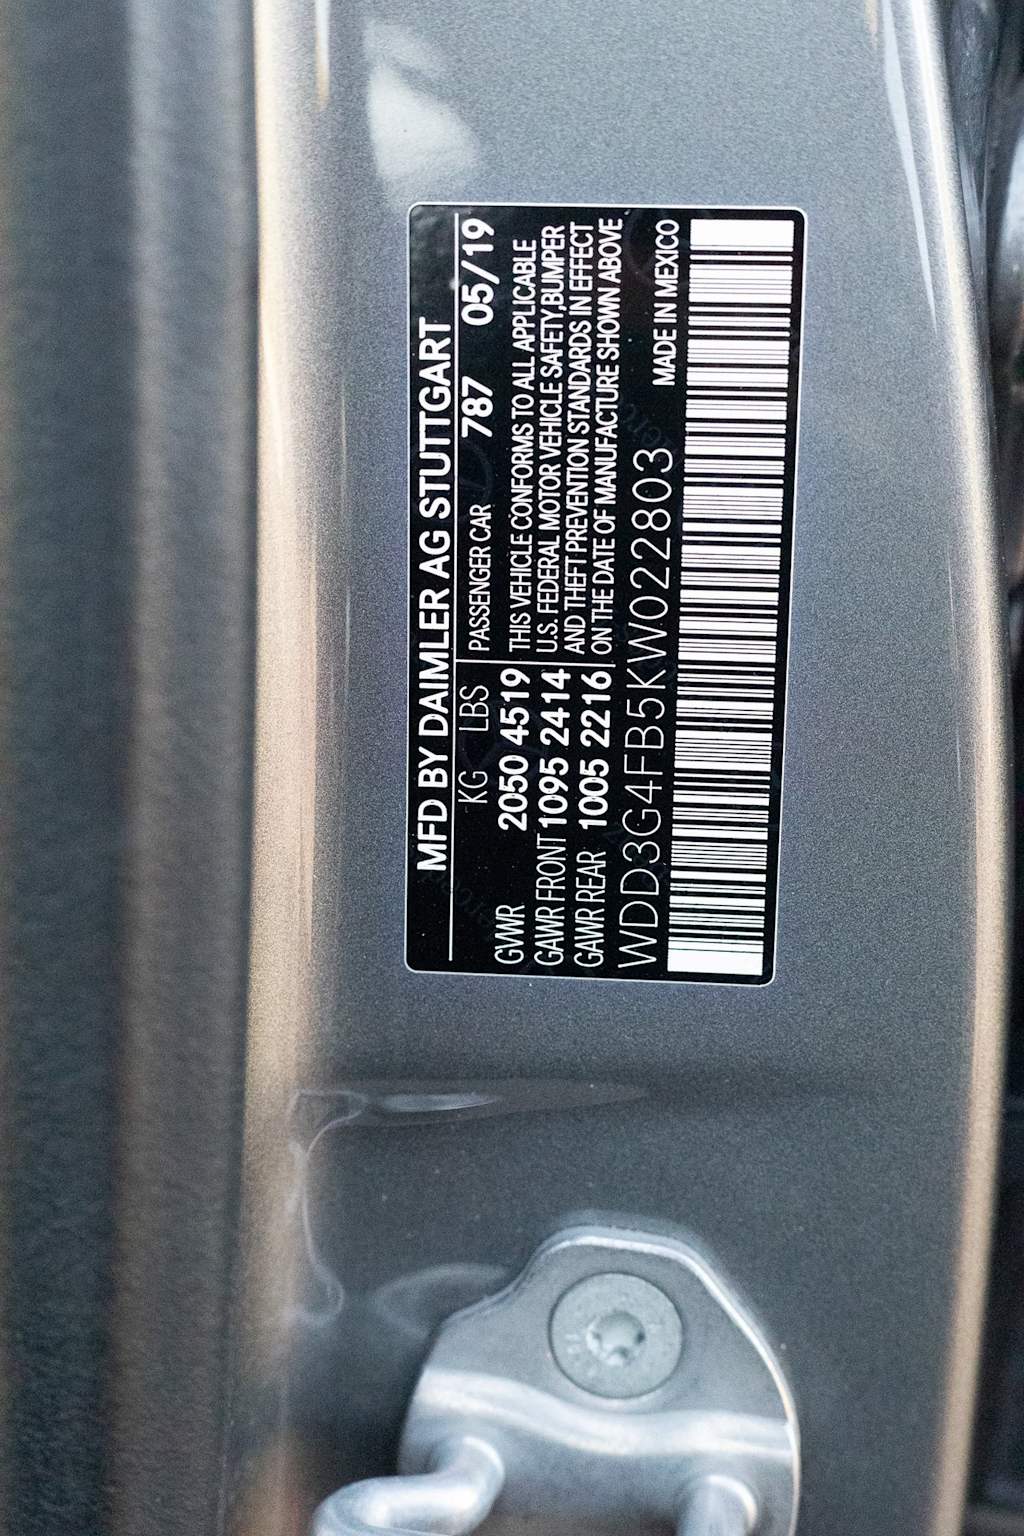 MFD BY DAIMLER AG STUTTGART
KG LBS PASSENGER CAR 787 05/19
GVWR 2050 4519 THIS VEHICLE CONFORMS TO ALL APPLICABLE
GAWR FRONT 1095 2414 U.S. FEDERAL MOTOR VEHICLE SAFETY,BUMPER
GAWR REAR 1005 2216 AND THEFT PREVENTION STANDARDS IN EFFECT
ON THE DATE OF MANUFACTURE SHOWN ABOVE
WDD3G4FB5KW022803 MADE IN MEXICO